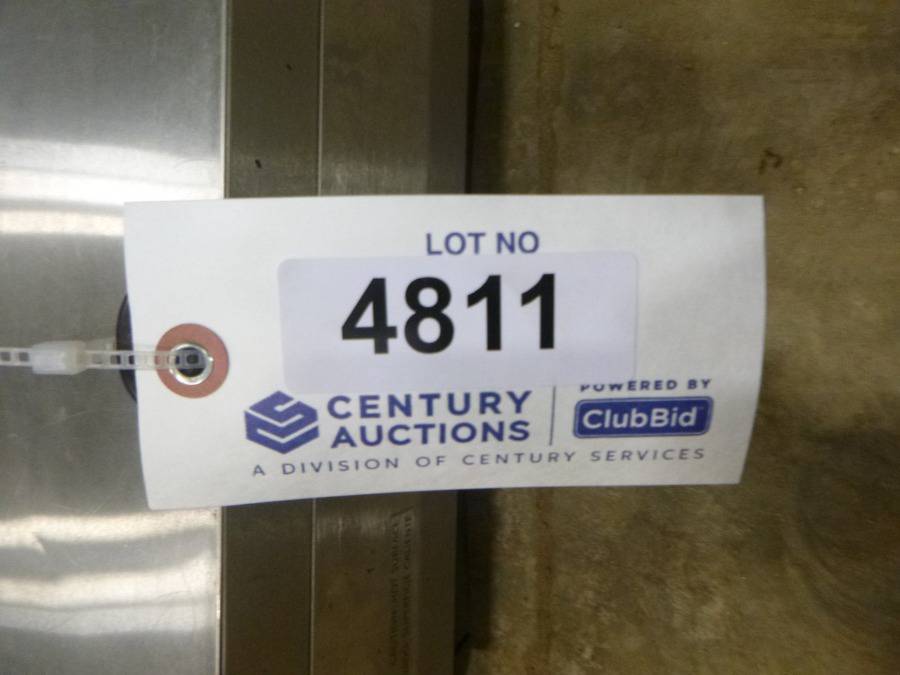 LOT NO
4811
CENTURY
AUCTIONS
POWERED BY
ClubBid
A DIVISION OF CENTURY SERVICES